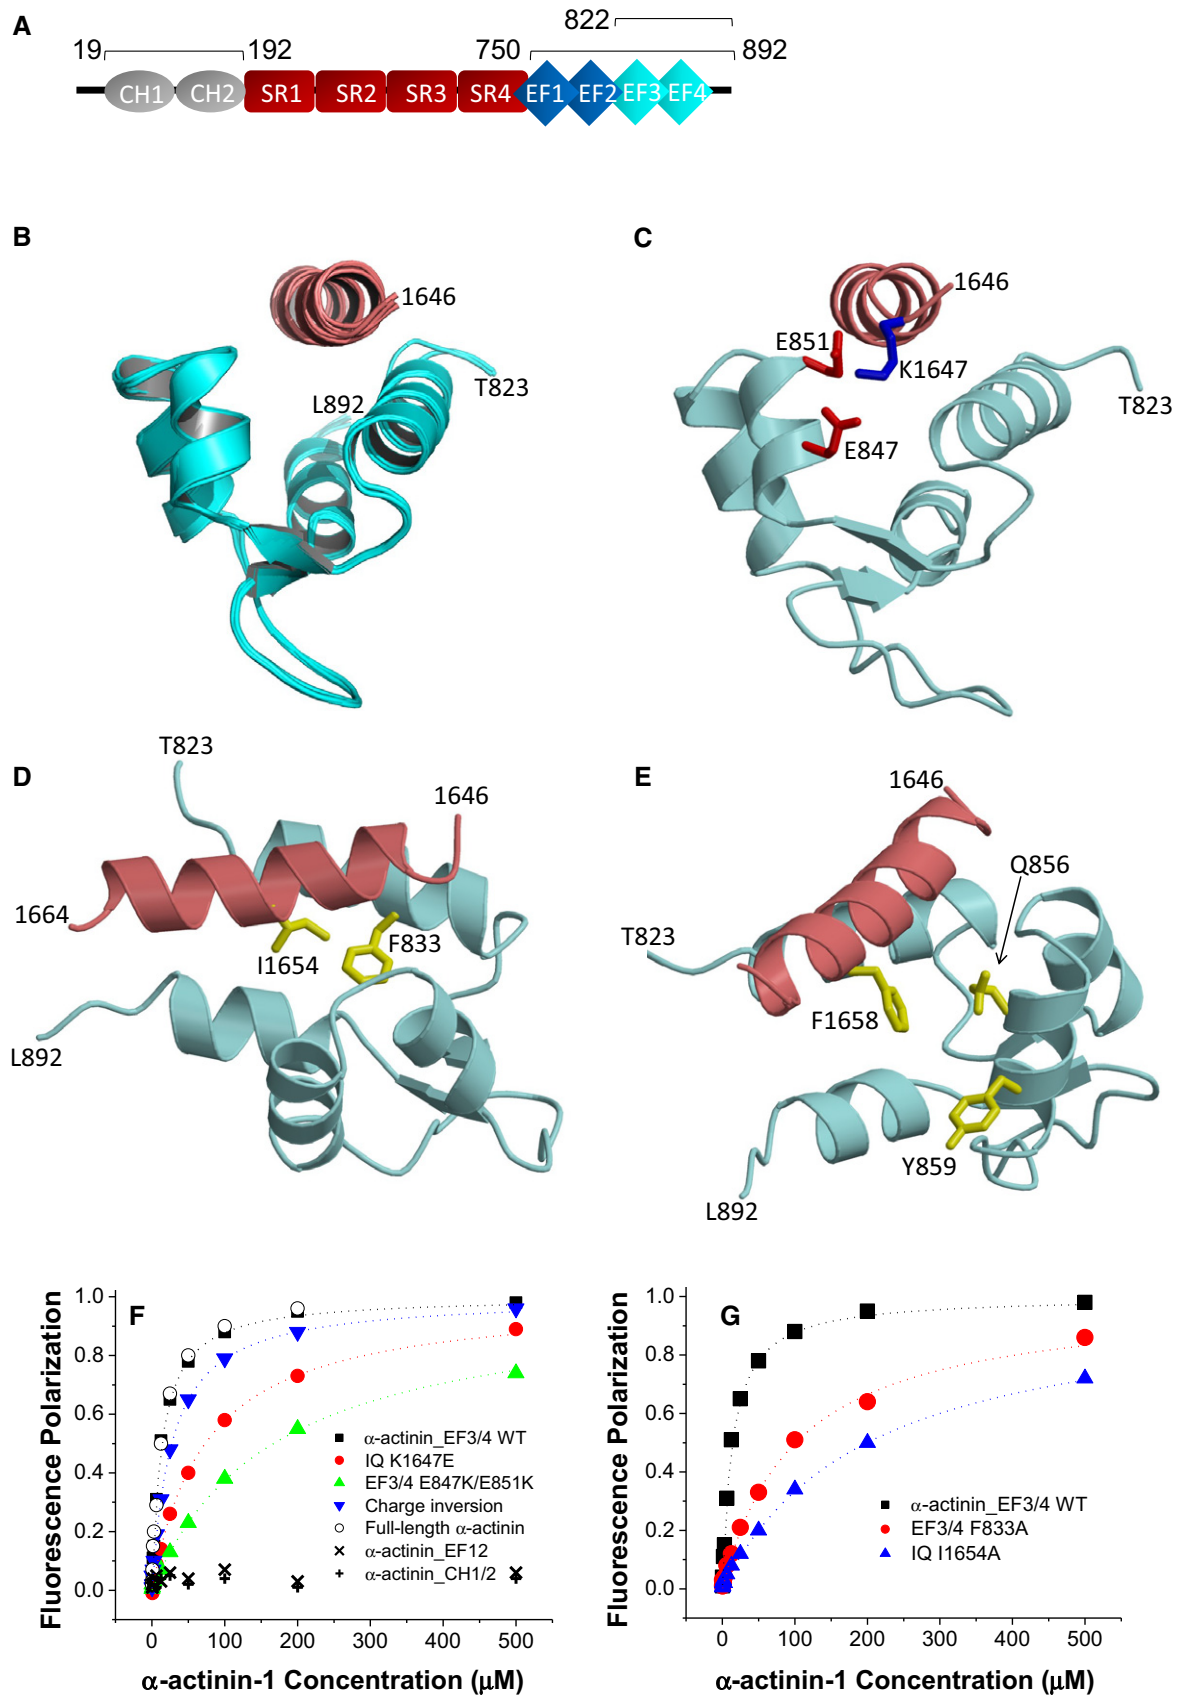 A
822
19
192
750
892
CH1
CH2
SR1
SR2
SR3
SR4
EF1
EF2
EF3
EF4
B
1646
T823
L892
C
1646
E851
K1647
E847
T823
D
T823
1646
1664
I1654
F833
L892
E
1646
Q856
T823
F1658
Y859
L892
F
Fluorescence Polarization
1.0
0.8
0.6
0.4
0.2
0.0
0 100 200 300 400 500
α-actinin_EF3/4 WT
IQ K1647E
EF3/4 E847K/E851K
Charge inversion
Full-length α-actinin
α-actinin_EF12
α-actinin_CH1/2
α-actinin-1 Concentration (μM)
G
Fluorescence Polarization
1.0
0.8
0.6
0.4
0.2
0.0
0 100 200 300 400 500
α-actinin_EF3/4 WT
EF3/4 F833A
IQ I1654A
α-actinin-1 Concentration (μM)